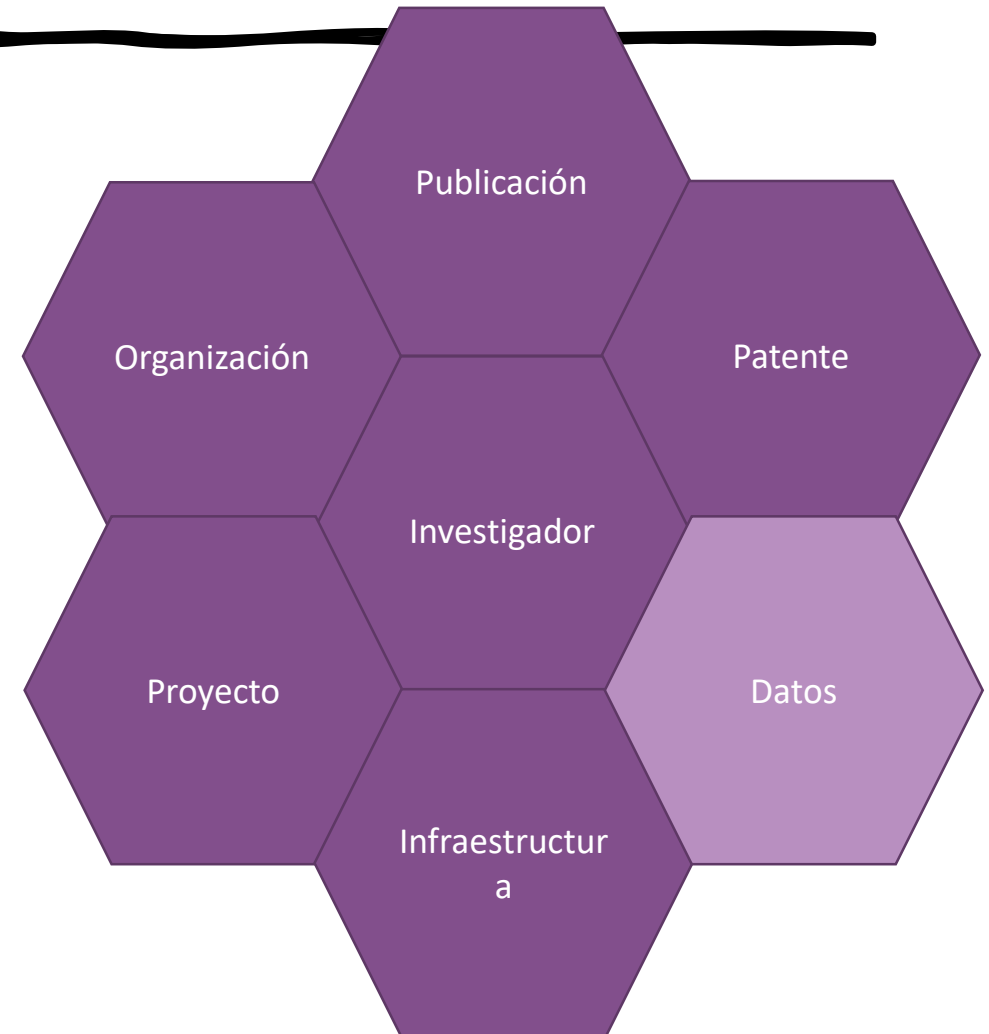 Publicación
Organización
Patente
Investigador
Proyecto
Datos
Infraestructur
a